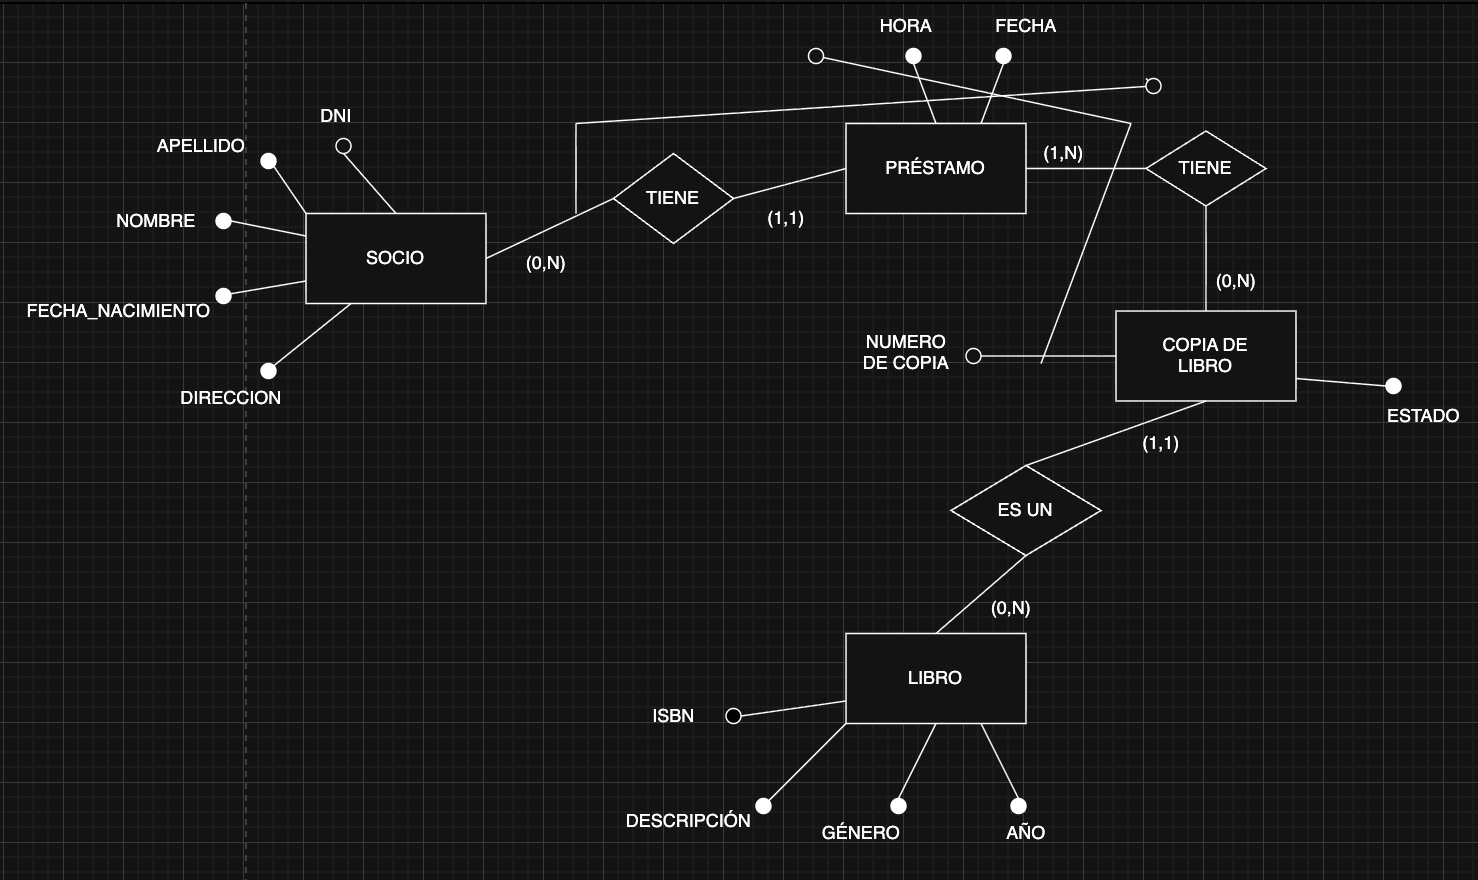 HORA
FECHA
DNI
APELLIDO
NOMBRE
SOCIO
FECHA_NACIMIENTO
DIRECCION
TIENE
(0,N)
(1,1)
PRÉSTAMO
(1,N)
TIENE
(0,N)
NUMERO
DE COPIA
COPIA DE
LIBRO
ESTADO
(1,1)
ES UN
(0,N)
LIBRO
ISBN
DESCRIPCIÓN
GÉNERO
AÑO